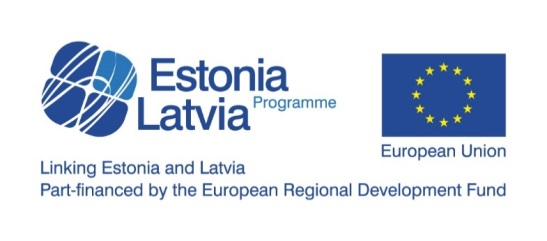 Estonia
Latvia Programme
European Union
Linking Estonia and Latvia
Part-financed by the European Regional Development Fund